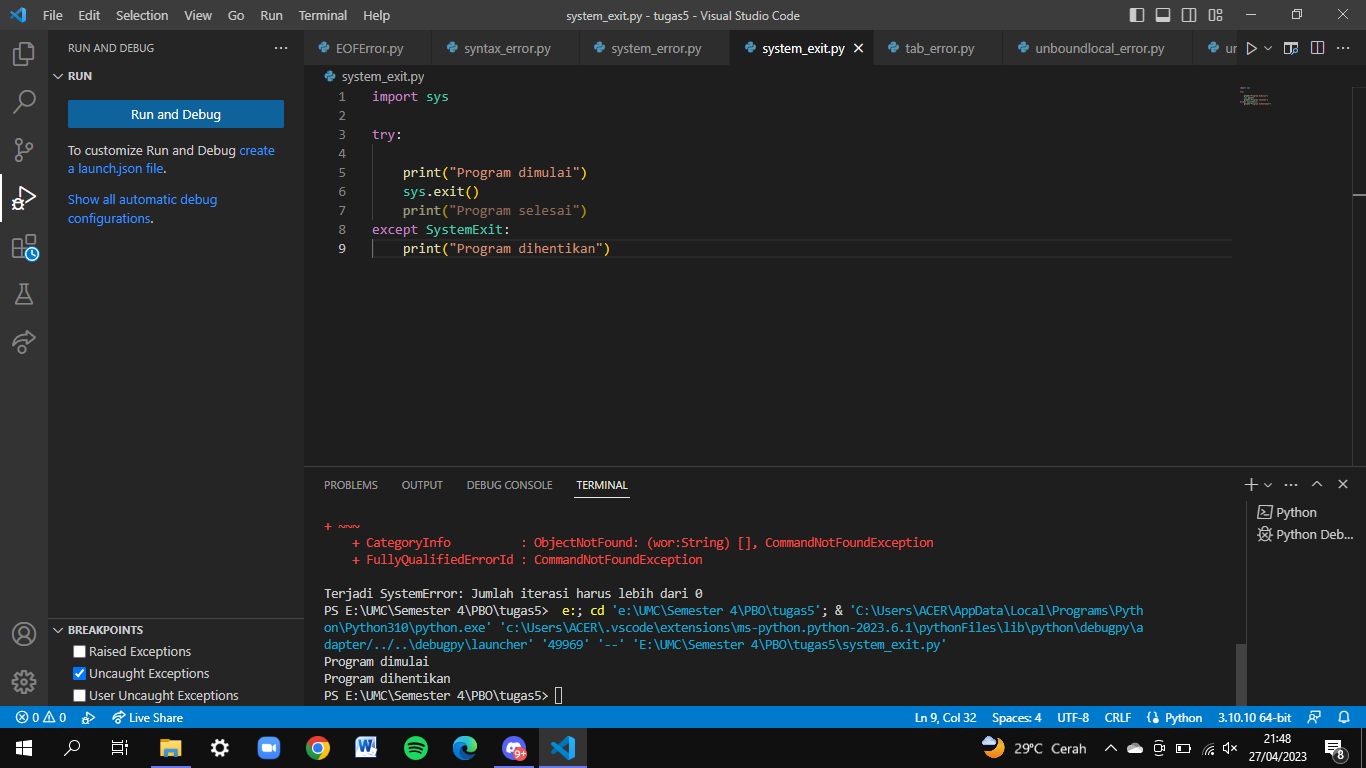 File Edit Selection View Go Run Terminal Help
system_exit.py - tugas5 - Visual Studio Code
RUN AND DEBUG
RUN
Run and Debug
To customize Run and Debug create
a launch.json file.
Show all automatic debug
configurations.
EOFError.py
syntax_error.py
system_error.py
system_exit.py
tab_error.py
unboundlocal_error.py
ur
system_exit.py
1 import sys
2
3 try:
4
5 print("Program dimulai")
6 sys.exit()
7 print("Program selesai")
8 except SystemExit:
9 print("Program dihentikan")
PROBLEMS OUTPUT DEBUG CONSOLE TERMINAL
+ ~~~
+ CategoryInfo : ObjectNotFound: (wor:String) [], CommandNotFoundException
+ FullyQualifiedErrorId : CommandNotFoundException
Terjadi SystemError: Jumlah iterasi harus lebih dari 0
PS E:\UMC\Semester 4\PBO\tugas5> e:; cd 'e:\UMC\Semester 4\PBO\tugas5'; & 'C:\Users\ACER\AppData\Local\Programs\Pyth
on\Python310\python.exe' 'c:\Users\ACER\.vscode\extensions\ms-python.python-2023.6.1\pythonFiles\lib\python\debugpy\a
dapter/../..\debugpy\launcher' '49969' '--' 'E:\UMC\Semester 4\PBO\tugas5\system_exit.py'
Program dimulai
Program dihentikan
PS E:\UMC\Semester 4\PBO\tugas5>
Python
Python Deb...
BREAKPOINTS
Raised Exceptions
Uncaught Exceptions
User Uncaught Exceptions
0 0
Live Share
Ln 9, Col 32 Spaces: 4 UTF-8 CRLF Python 3.10.10 64-bit
9+
29°C Cerah
21:48
27/04/2023
8